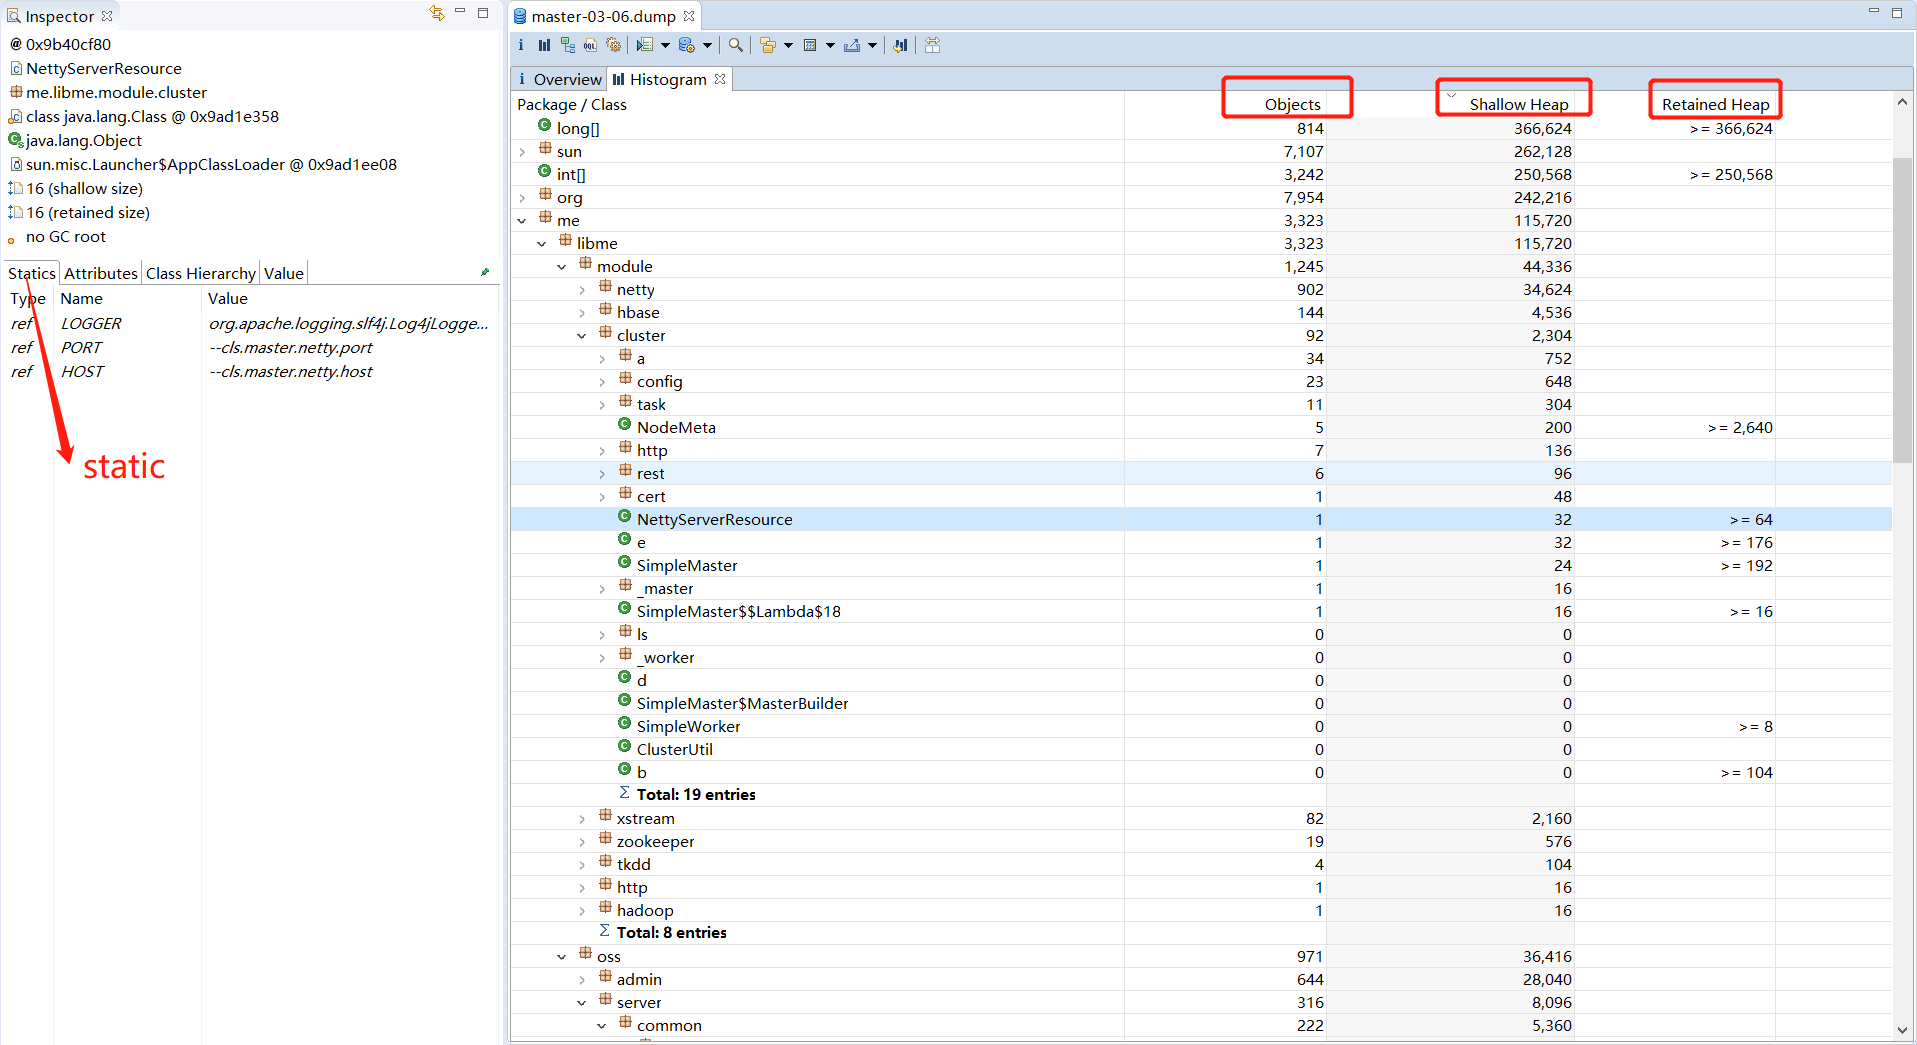 Inspector
@ 0x9b40cf80
NettyServerResource
me.libme.module.cluster
class java.lang.Class @ 0x9ad1e358
java.lang.Object
sun.misc.Launcher$AppClassLoader @ 0x9ad1ee08
16 (shallow size)
16 (retained size)
no GC root
Statics Attributes Class Hierarchy Value
Type Name Value
ref LOGGER org.apache.logging.slf4j.Log4jLogge...
ref PORT --cls.master.netty.port
ref HOST --cls.master.netty.host
static
master-03-06.dump
i OQL
i Overview Histogram
Package / Class Objects Shallow Heap Retained Heap
long[] 814 366,624 >= 366,624
sun 7,107 262,128
int[] 3,242 250,568 >= 250,568
org 7,954 242,216
me 3,323 115,720
libme 3,323 115,720
module 1,245 44,336
netty 902 34,624
hbase 144 4,536
cluster 92 2,304
a 34 752
config 23 648
task 11 304
NodeMeta 5 200 >= 2,640
http 7 136
rest 6 96
cert 1 48
NettyServerResource 1 32 >= 64
e 1 32 >= 176
SimpleMaster 1 24 >= 192
_master 1 16
SimpleMaster$$Lambda$18 1 16 >= 16
ls 0 0
_worker 0 0
d 0 0
SimpleMaster$MasterBuilder 0 0
SimpleWorker 0 0 >= 8
ClusterUtil 0 0
b 0 0 >= 104
Σ Total: 19 entries
xstream 82 2,160
zookeeper 19 576
tkdd 4 104
http 1 16
hadoop 1 16
Σ Total: 8 entries
oss 971 36,416
admin 644 28,040
server 316 8,096
common 222 5,360